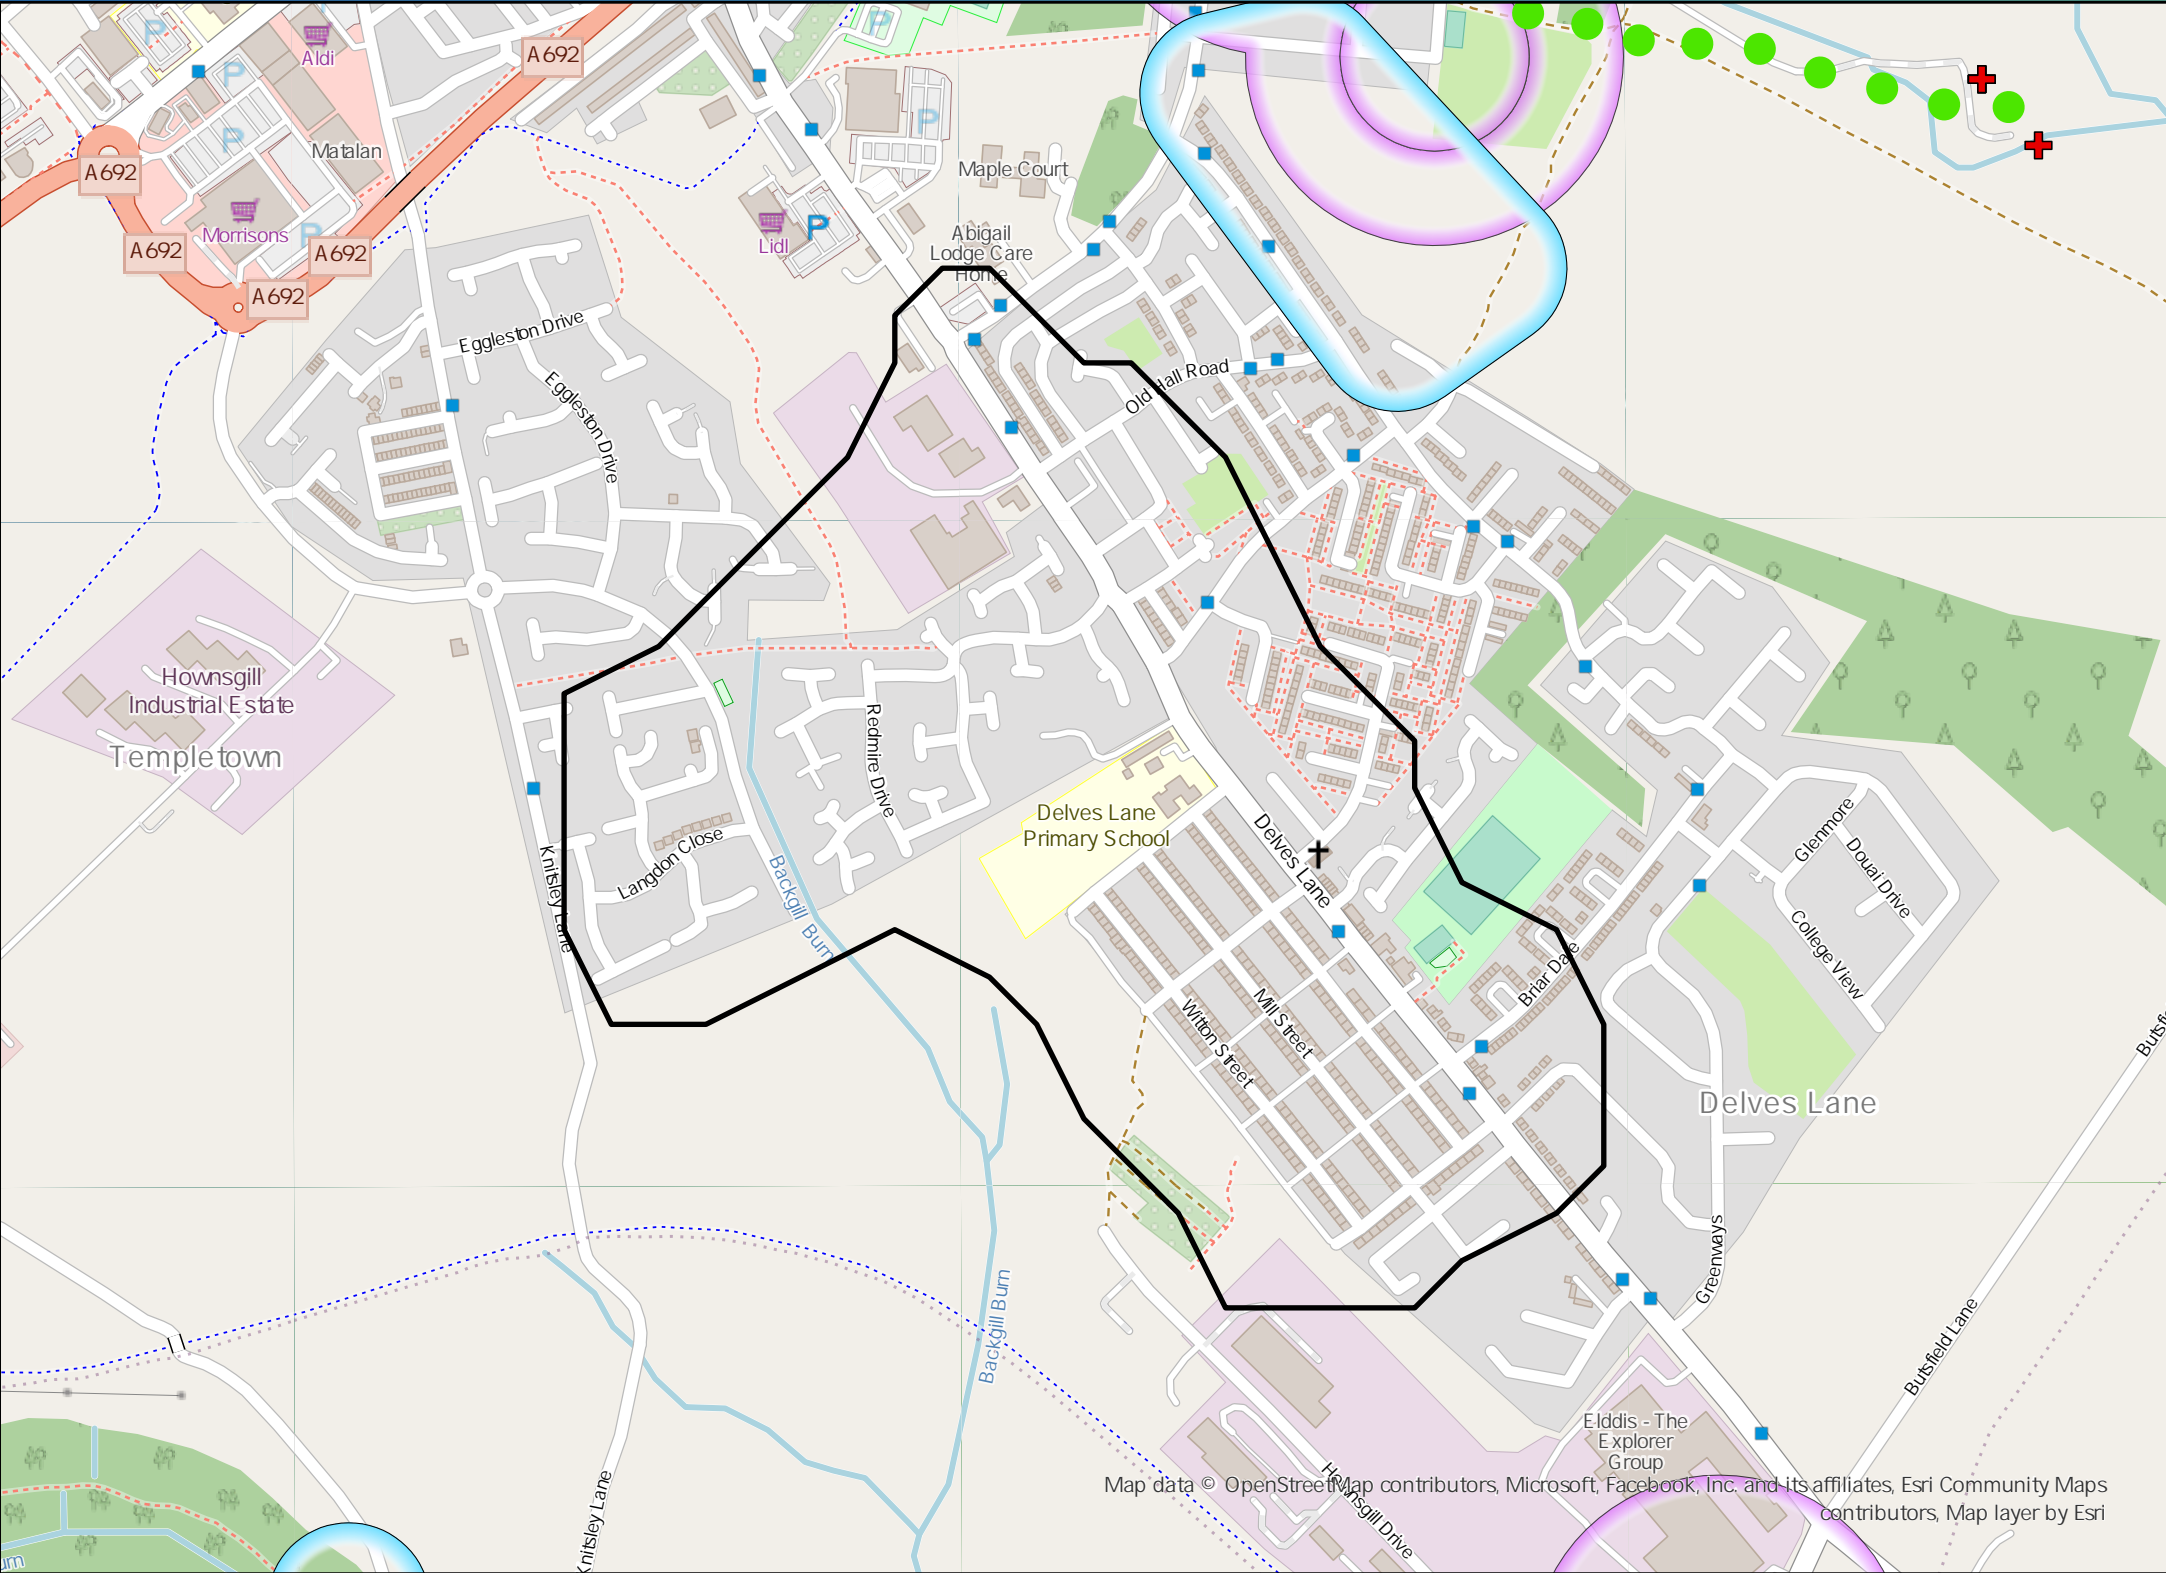 P
Aldi
P
A692
P
P
P
Matalan
Maple Court
A692
Morrisons
P
Lidl
P
Abigail
Lodge Care
Home
A692
A692
A692
Eggleston Drive
Eggleston Drive
Old Hall Road
Hownsgill
Industrial Estate
Templetown
Redmire Drive
Delves Lane
Primary School
Delves Lane
Langdon Close
Knitsley Lane
Backgill Burn
Glenmore
Douai Drive
College View
Briar Dale
Witton Street
Mill Street
Butsfie
Delves Lane
Greenways
Backgill Burn
Butsfield Lane
Elddis - The
Explorer
Group
Hownsgill Drive
Knitsley Lane
urn
Map data © OpenStreetMap contributors, Microsoft, Facebook, Inc. and its affiliates, Esri Community Maps
contributors, Map layer by Esri